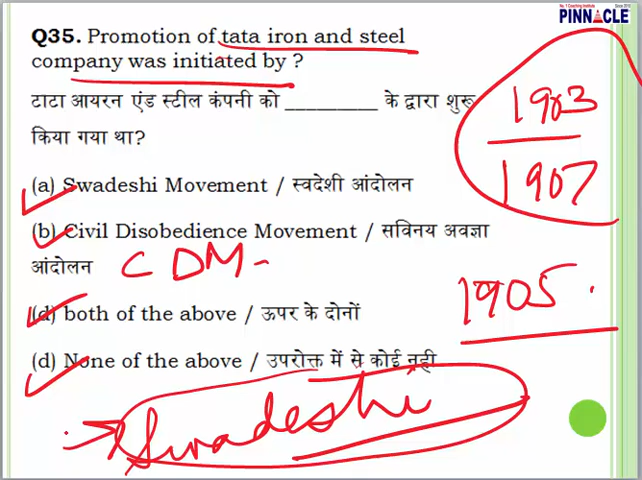 No. 1 Coaching Institute Since 2010
PINNACLE
Q35. Promotion of tata iron and steel
company was initiated by ?
टाटा आयरन एंड स्टील कंपनी को __________ के द्वारा शुरू
किया गया था?
1903
1907
(a) Swadeshi Movement / स्वदेशी आंदोलन
(b) Civil Disobedience Movement / सविनय अवज्ञा
आंदोलन
CDM -
1905.
(d) both of the above / ऊपर के दोनों
(d) None of the above / उपरोक्त में से कोई नही
Swadeshi